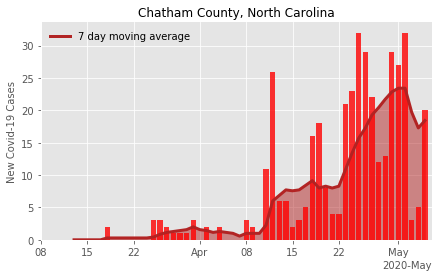 Chatham County, North Carolina
7 day moving average
New Covid-19 Cases
30
25
20
15
10
5
0
08
15
22
Apr
08
15
22
May
2020-May